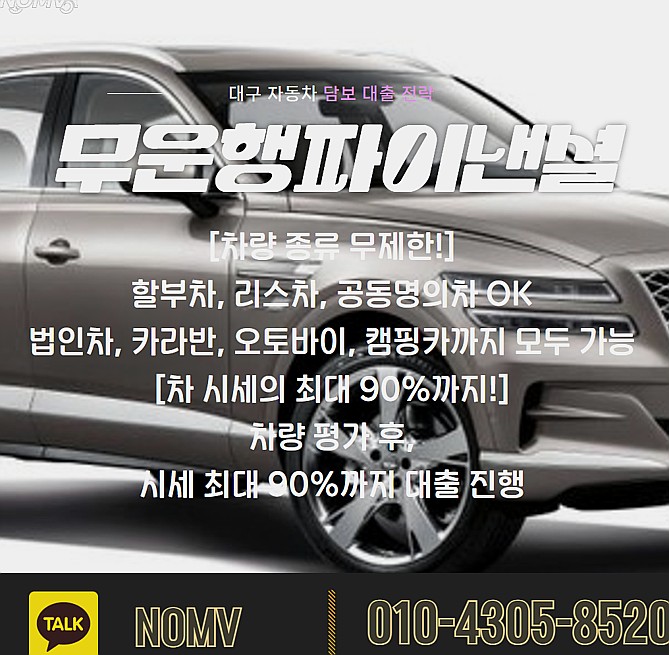 NOMV
대구 자동차 담보 대출 전략
무운행파이낸셜
[차량 종류 무제한!]
할부차, 리스차, 공동명의차 OK
법인차, 카라반, 오토바이, 캠핑카까지 모두 가능
[차 시세의 최대 90%까지!]
차량 평가 후,
시세 최대 90%까지 대출 진행
TALK
NOMV
010-4305-8520